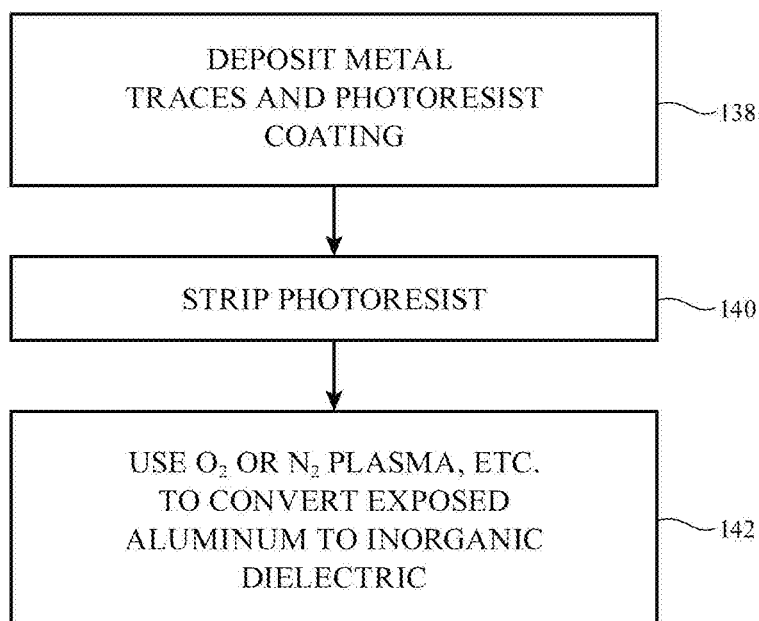 DEPOSIT METAL
TRACES AND PHOTORESIST
COATING
138
STRIP PHOTORESIST
140
USE O₂ OR N₂ PLASMA, ETC.
TO CONVERT EXPOSED
ALUMINUM TO INORGANIC
DIELECTRIC
142